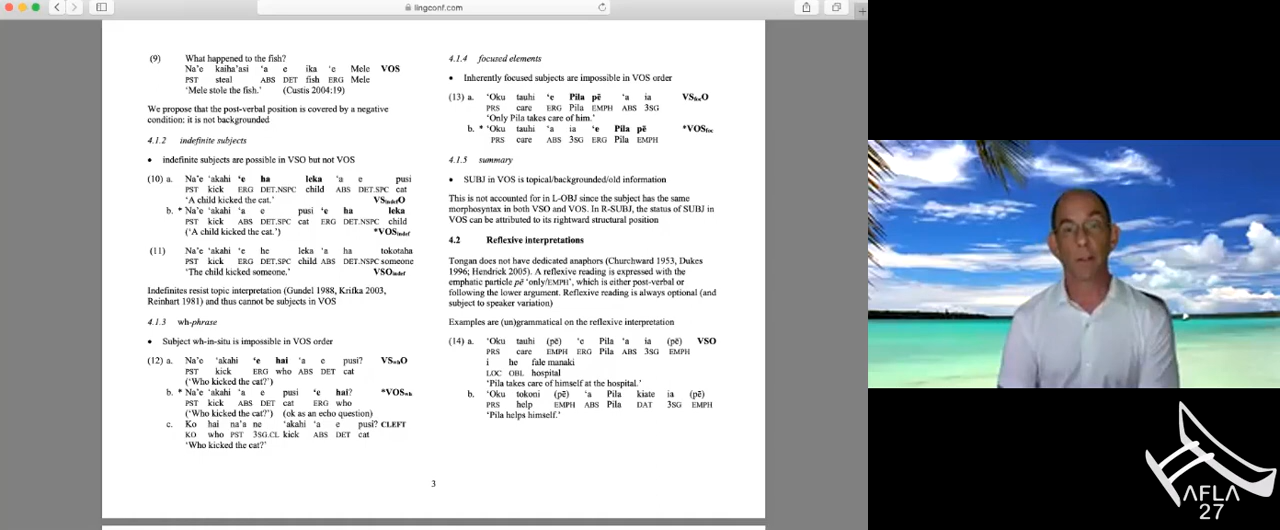 lingconf.com
(9) What happened to the fish?
Na'e kaiha'asi 'a e ika 'e Mele VOS
PST steal ABS DET fish ERG Mele
'Mele stole the fish.' (Custis 2004:19)
We propose that the post-verbal position is covered by a negative
condition: it is not backgrounded
4.1.2 indefinite subjects
• indefinite subjects are possible in VSO but not VOS
(10) a. Na'e 'akahi 'e ha leka 'a e pusi
PST kick ERG DET.NSPC child ABS DET.SPC cat
'A child kicked the cat.' VSindefO
b. * Na'e 'akahi 'a e pusi 'e ha leka
PST kick ABS DET.SPC cat ERG DET.NSPC child
('A child kicked the cat.') *VOSindef
(11) Na'e 'akahi 'e he leka 'a ha tokotaha
PST kick ERG DET.SPC child ABS DET.NSPC someone
'The child kicked someone.' VSOindef
Indefinites resist topic interpretation (Gundel 1988, Krifka 2003,
Reinhart 1981) and thus cannot be subjects in VOS
4.1.3 wh-phrase
• Subject wh-in-situ is impossible in VOS order
(12) a. Na'e 'akahi 'e hai 'a e pusi? VSwhO
PST kick ERG who ABS DET cat
('Who kicked the cat?')
b. * Na'e 'akahi 'a e pusi 'e hai? *VOSwh
PST kick ABS DET cat ERG who
('Who kicked the cat?') (ok as an echo question)
c. Ko hai na'a ne 'akahi 'a e pusi? CLEFT
KO who PST 3SG.CL kick ABS DET cat
'Who kicked the cat?'
4.1.4 focused elements
• Inherently focused subjects are impossible in VOS order
(13) a. 'Oku tauhi 'e Pila pē 'a ia VSfocO
PRS care ERG Pila EMPH ABS 3SG
'Only Pila takes care of him.'
b. * 'Oku tauhi 'a ia 'e Pila pē *VOSfoc
PRS care ABS 3SG ERG Pila EMPH
4.1.5 summary
• SUBJ in VOS is topical/backgrounded/old information
This is not accounted for in L-OBJ since the subject has the same
morphosyntax in both VSO and VOS. In R-SUBJ, the status of SUBJ in
VOS can be attributed to its rightward structural position
4.2 Reflexive interpretations
Tongan does not have dedicated anaphors (Churchward 1953, Dukes
1996; Hendrick 2005). A reflexive reading is expressed with the
emphatic particle pē 'only/EMPH', which is either post-verbal or
following the lower argument. Reflexive reading is always optional (and
subject to speaker variation)
Examples are (un)grammatical on the reflexive interpretation
(14) a. 'Oku tauhi (pē) 'e Pila 'a ia (pē) VSO
PRS care EMPH ERG Pila ABS 3SG EMPH
i he fale manaki
LOC OBL hospital
'Pila takes care of himself at the hospital.'
b. 'Oku tokoni (pē) 'a Pila kiate ia (pē)
PRS help EMPH ABS Pila DAT 3SG EMPH
'Pila helps himself.'
3
AFLA
27